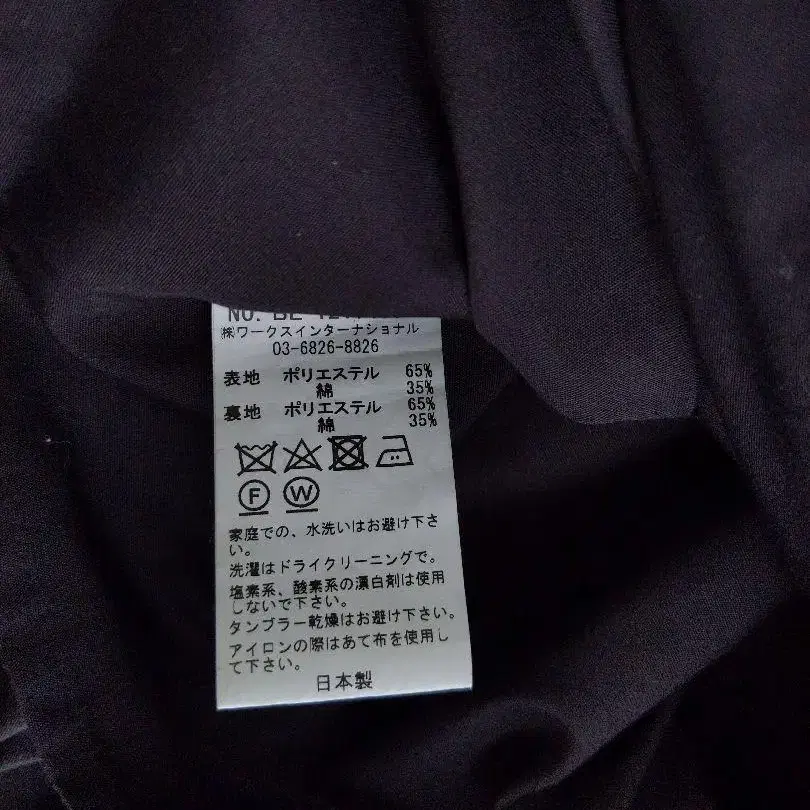 NO. BE
㈱ワークスインターナショナル
03-6826-8826
表地 ポリエステル 65%
綿 35%
裏地 ポリエステル 65%
綿 35%
F W
家庭での、水洗いはお避け下さ
い。
洗濯はドライクリーニングで。
塩素系、酸素系の漂白剤は使用
しないで下さい。
タンブラー乾燥はお避け下さい。
アイロンの際はあて布を使用し
て下さい。
日本製